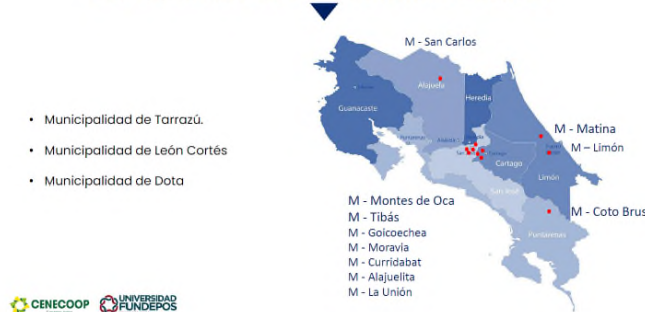 M - San Carlos
Alajuela
Heredia
Guanacaste
• Municipalidad de Tarrazú.
• Municipalidad de León Cortés
• Municipalidad de Dota
M - Matina
M – Limón
Cartago
Limón
San José
M - Montes de Oca
M - Tibás
M - Goicoechea
M - Moravia
M - Curridabat
M - Alajuelita
M - La Unión
M - Coto Brus
Puntarenas
CENECOOP
UNIVERSIDAD
FUNDEPOS